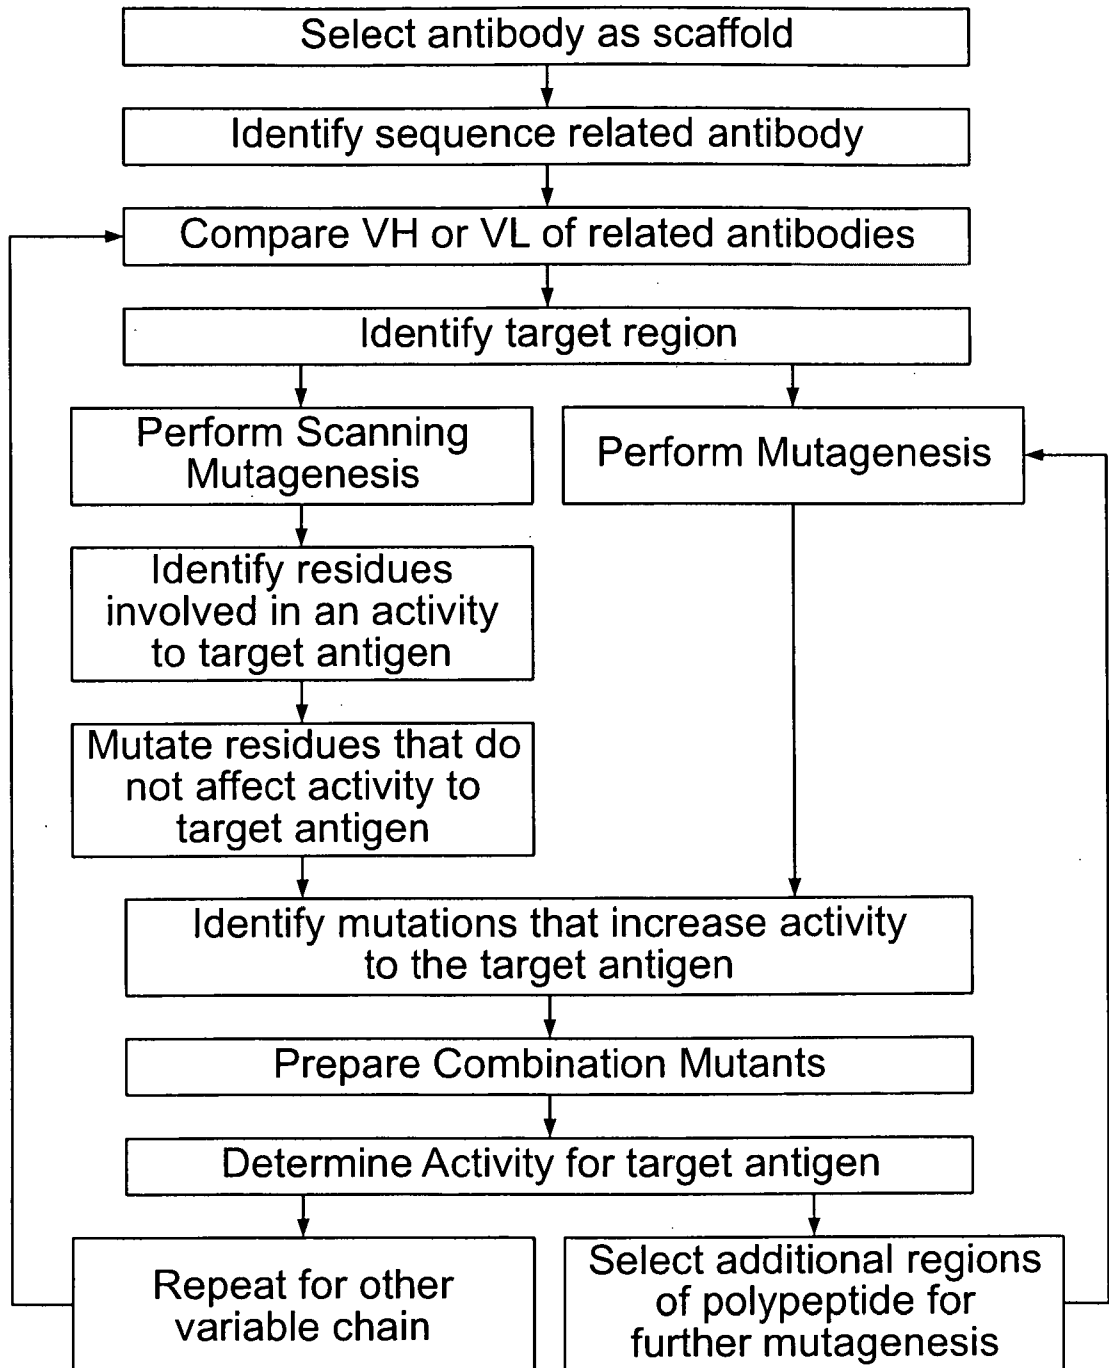 Select antibody as scaffold
Identify sequence related antibody
Compare VH or VL of related antibodies
Identify target region
Perform Scanning
Mutagenesis
Perform Mutagenesis
Identify residues
involved in an activity
to target antigen
Mutate residues that do
not affect activity to
target antigen
Identify mutations that increase activity
to the target antigen
Prepare Combination Mutants
Determine Activity for target antigen
Repeat for other
variable chain
Select additional regions
of polypeptide for
further mutagenesis